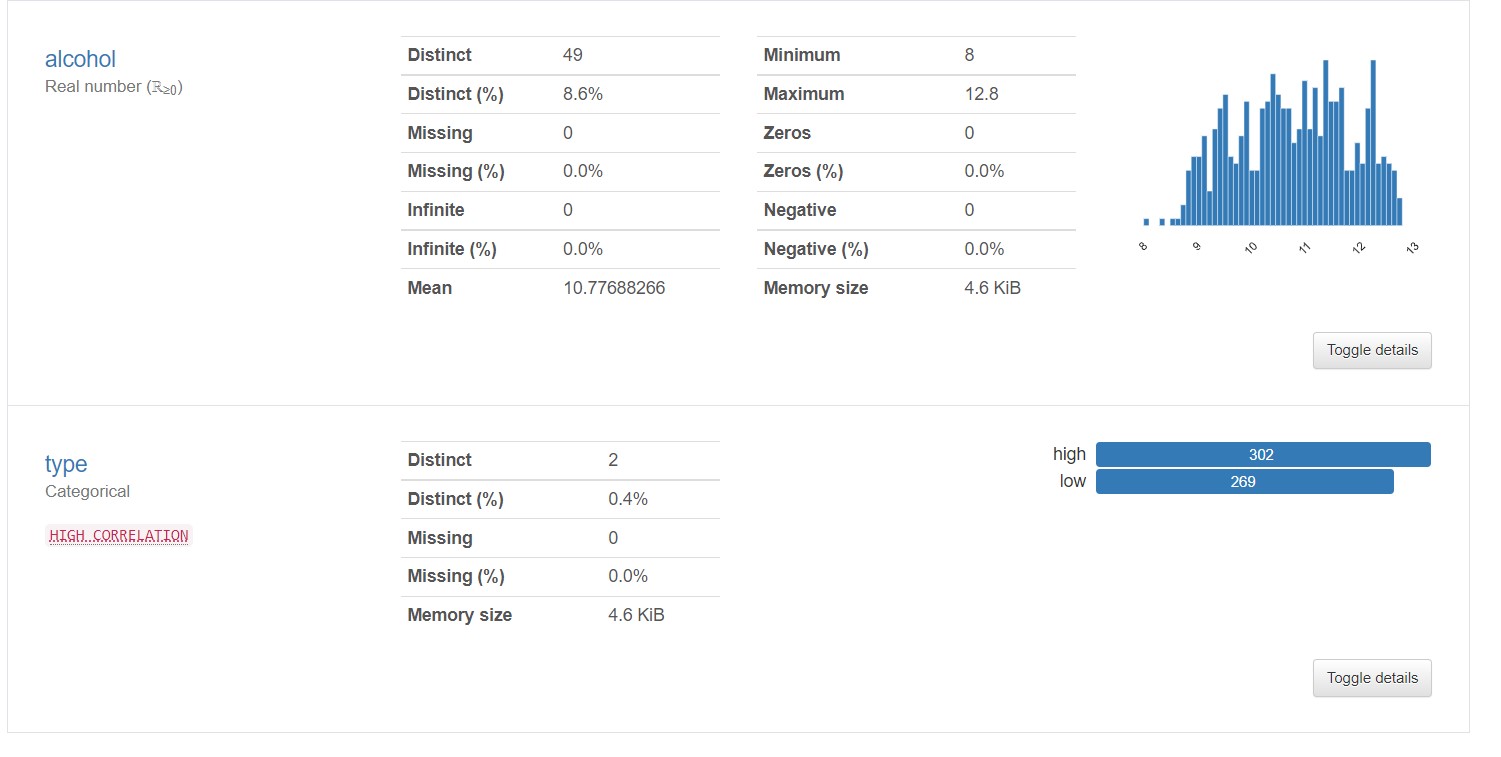 alcohol
Real number (ℝ≥0)
Distinct 49
Distinct (%) 8.6%
Missing 0
Missing (%) 0.0%
Infinite 0
Infinite (%) 0.0%
Mean 10.77688266
Minimum 8
Maximum 12.8
Zeros 0
Zeros (%) 0.0%
Negative 0
Negative (%) 0.0%
Memory size 4.6 KiB
8 9 10 11 12 13
Toggle details
type
Categorical
HIGH CORRELATION
Distinct 2
Distinct (%) 0.4%
Missing 0
Missing (%) 0.0%
Memory size 4.6 KiB
high 302
low 269
Toggle details